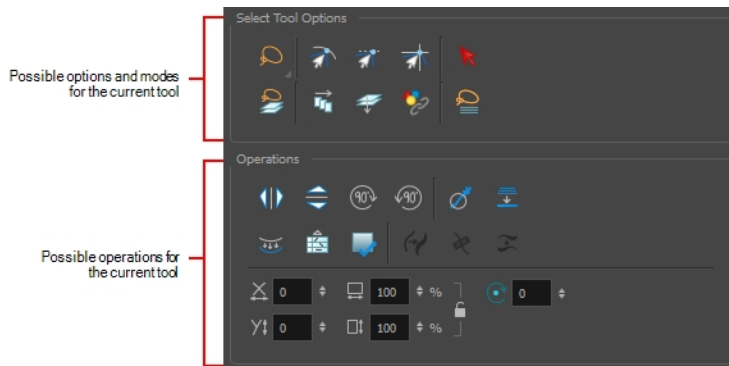 Select Tool Options
Possible options and modes
for the current tool
Operations
90°
90°
Possible operations for
the current tool
X 0 100 % 0
Y 0 100 %